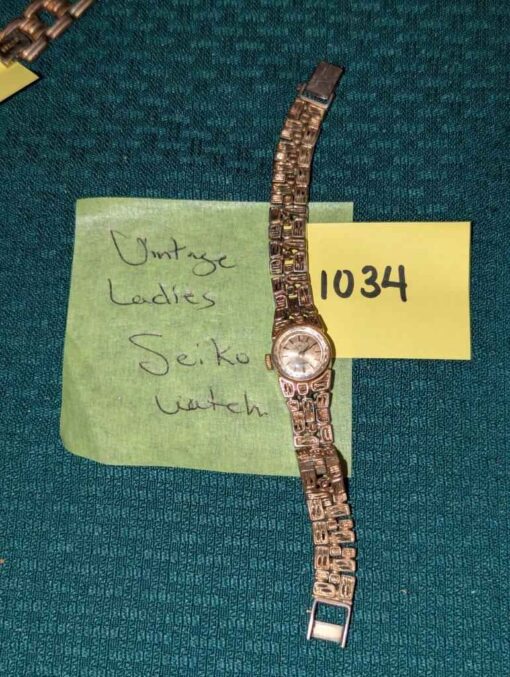 Vintage
Ladies
Seiko
watch.
1034